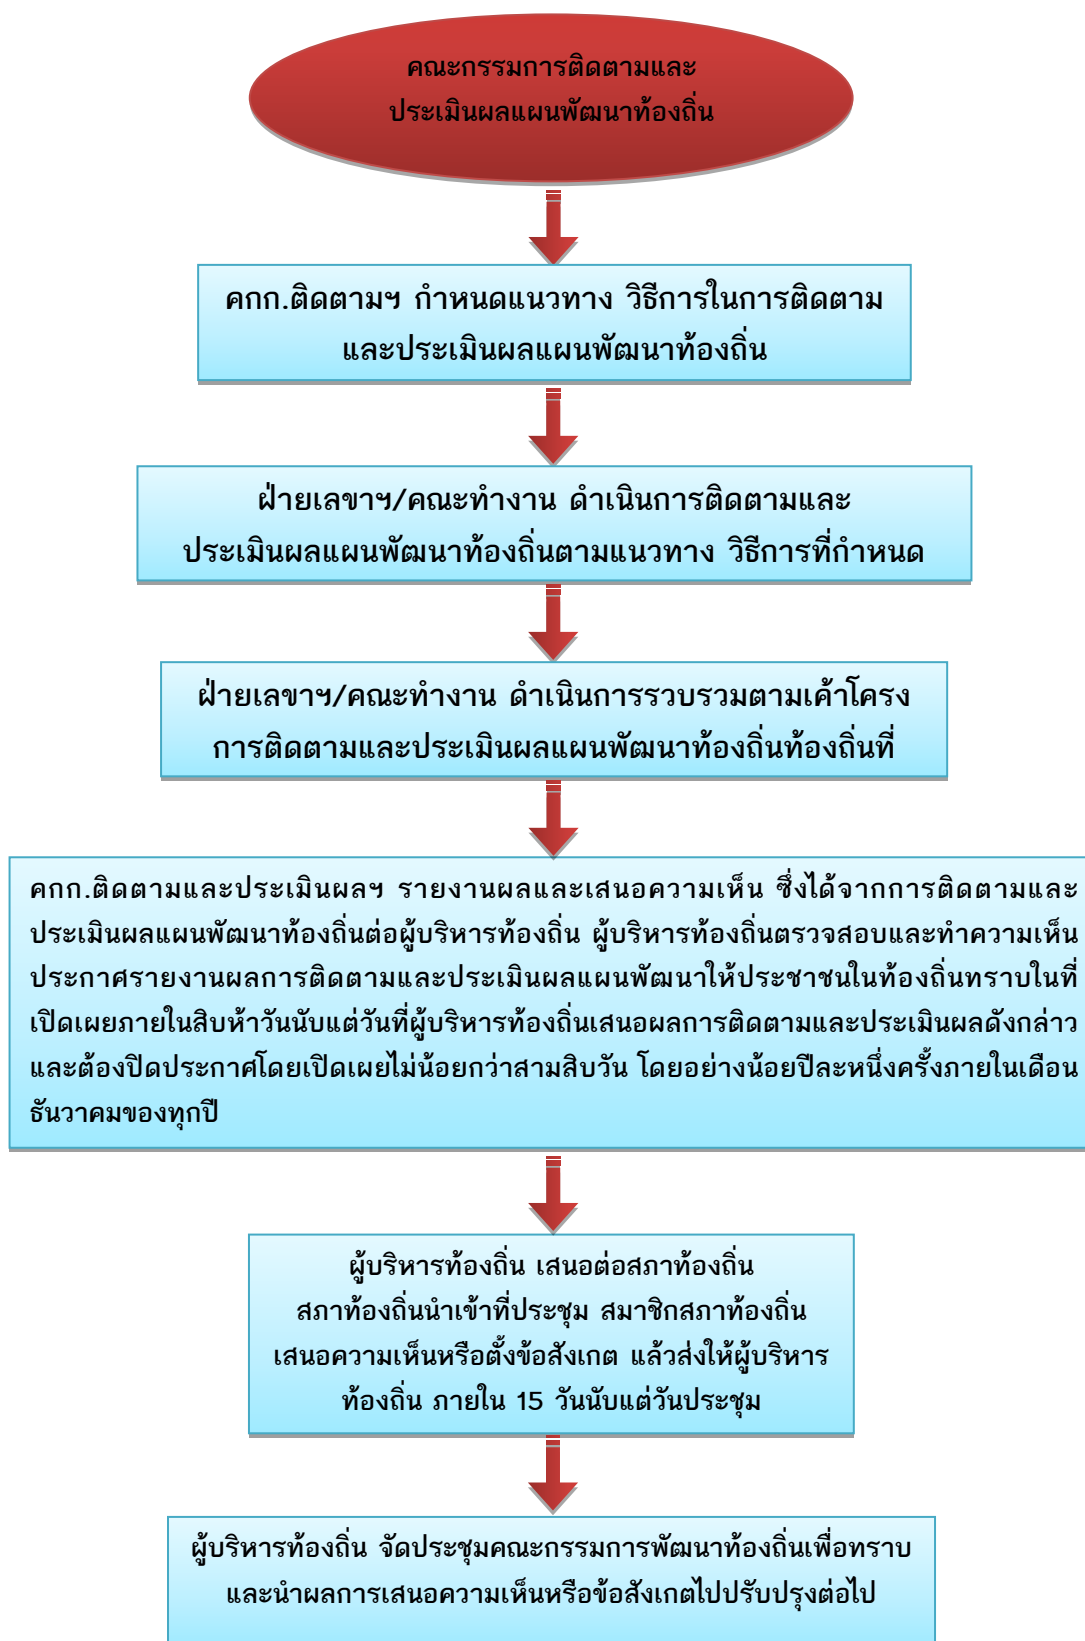 คณะกรรมการติดตามและ
ประเมินผลแผนพัฒนาท้องถิ่น
คกก.ติดตามฯ กำหนดแนวทาง วิธีการในการติดตาม
และประเมินผลแผนพัฒนาท้องถิ่น
ฝ่ายเลขาฯ/คณะทำงาน ดำเนินการติดตามและ
ประเมินผลแผนพัฒนาท้องถิ่นตามแนวทาง วิธีการที่กำหนด
ฝ่ายเลขาฯ/คณะทำงาน ดำเนินการรวบรวมตามเค้าโครง
การติดตามและประเมินผลแผนพัฒนาท้องถิ่นท้องถิ่นที่
คกก.ติดตามและประเมินผลฯ รายงานผลและเสนอความเห็น ซึ่งได้จากการติดตามและ
ประเมินผลแผนพัฒนาท้องถิ่นต่อผู้บริหารท้องถิ่น ผู้บริหารท้องถิ่นตรวจสอบและทำความเห็น
ประกาศรายงานผลการติดตามและประเมินผลแผนพัฒนาให้ประชาชนในท้องถิ่นทราบในที่
เปิดเผยภายในสิบห้าวันนับแต่วันที่ผู้บริหารท้องถิ่นเสนอผลการติดตามและประเมินผลดังกล่าว
และต้องปิดประกาศโดยเปิดเผยไม่น้อยกว่าสามสิบวัน โดยอย่างน้อยปีละหนึ่งครั้งภายในเดือน
ธันวาคมของทุกปี
ผู้บริหารท้องถิ่น เสนอต่อสภาท้องถิ่น
สภาท้องถิ่นนำเข้าที่ประชุม สมาชิกสภาท้องถิ่น
เสนอความเห็นหรือตั้งข้อสังเกต แล้วส่งให้ผู้บริหาร
ท้องถิ่น ภายใน 15 วันนับแต่วันประชุม
ผู้บริหารท้องถิ่น จัดประชุมคณะกรรมการพัฒนาท้องถิ่นเพื่อทราบ
และนำผลการเสนอความเห็นหรือข้อสังเกตไปปรับปรุงต่อไป